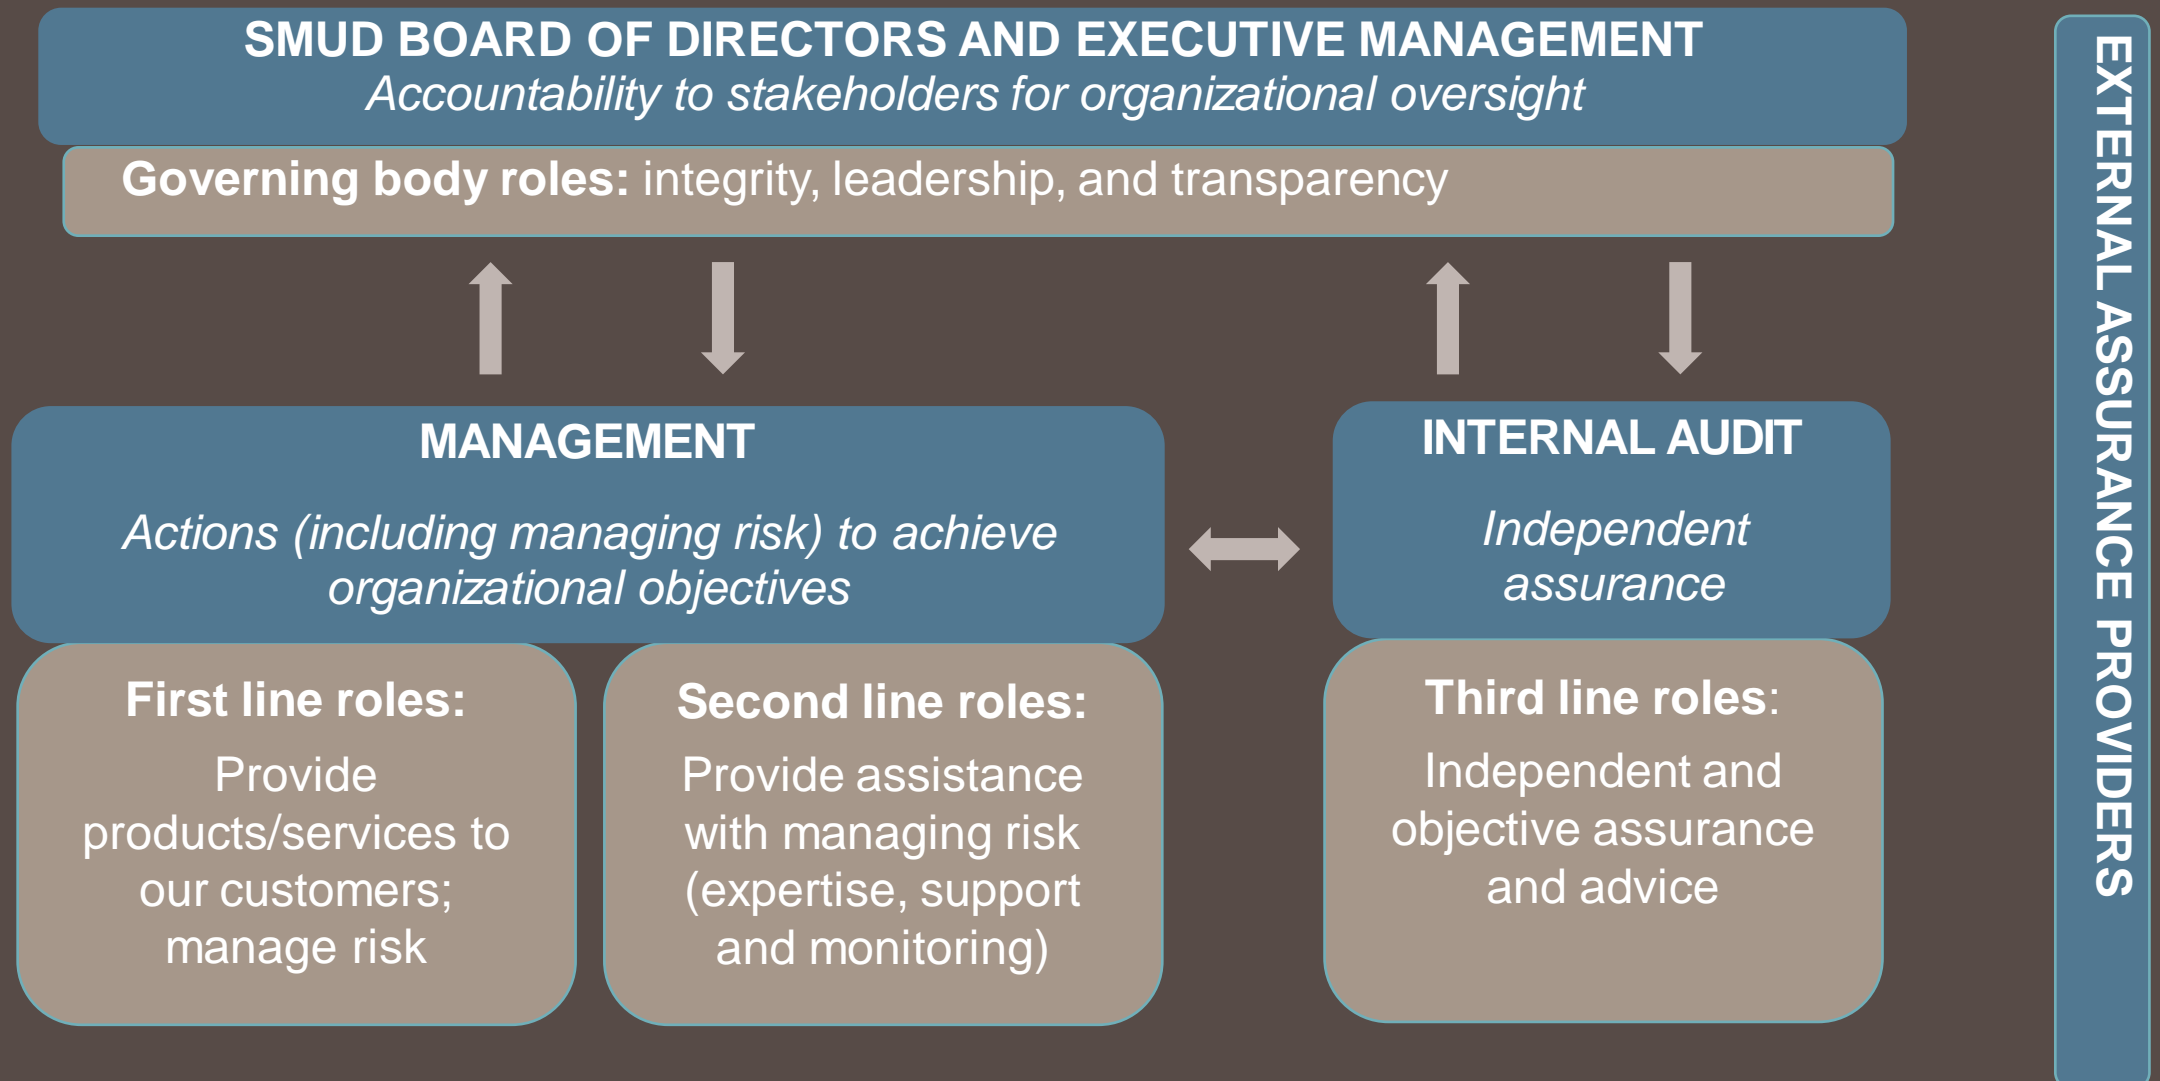 SMUD BOARD OF DIRECTORS AND EXECUTIVE MANAGEMENT
Accountability to stakeholders for organizational oversight
Governing body roles: integrity, leadership, and transparency
MANAGEMENT
Actions (including managing risk) to achieve
organizational objectives
First line roles:
Provide
products/services to
our customers;
manage risk
Second line roles:
Provide assistance
with managing risk
(expertise, support
and monitoring)
INTERNAL AUDIT
Independent
assurance
Third line roles:
Independent and
objective assurance
and advice
EXTERNAL ASSURANCE PROVIDERS